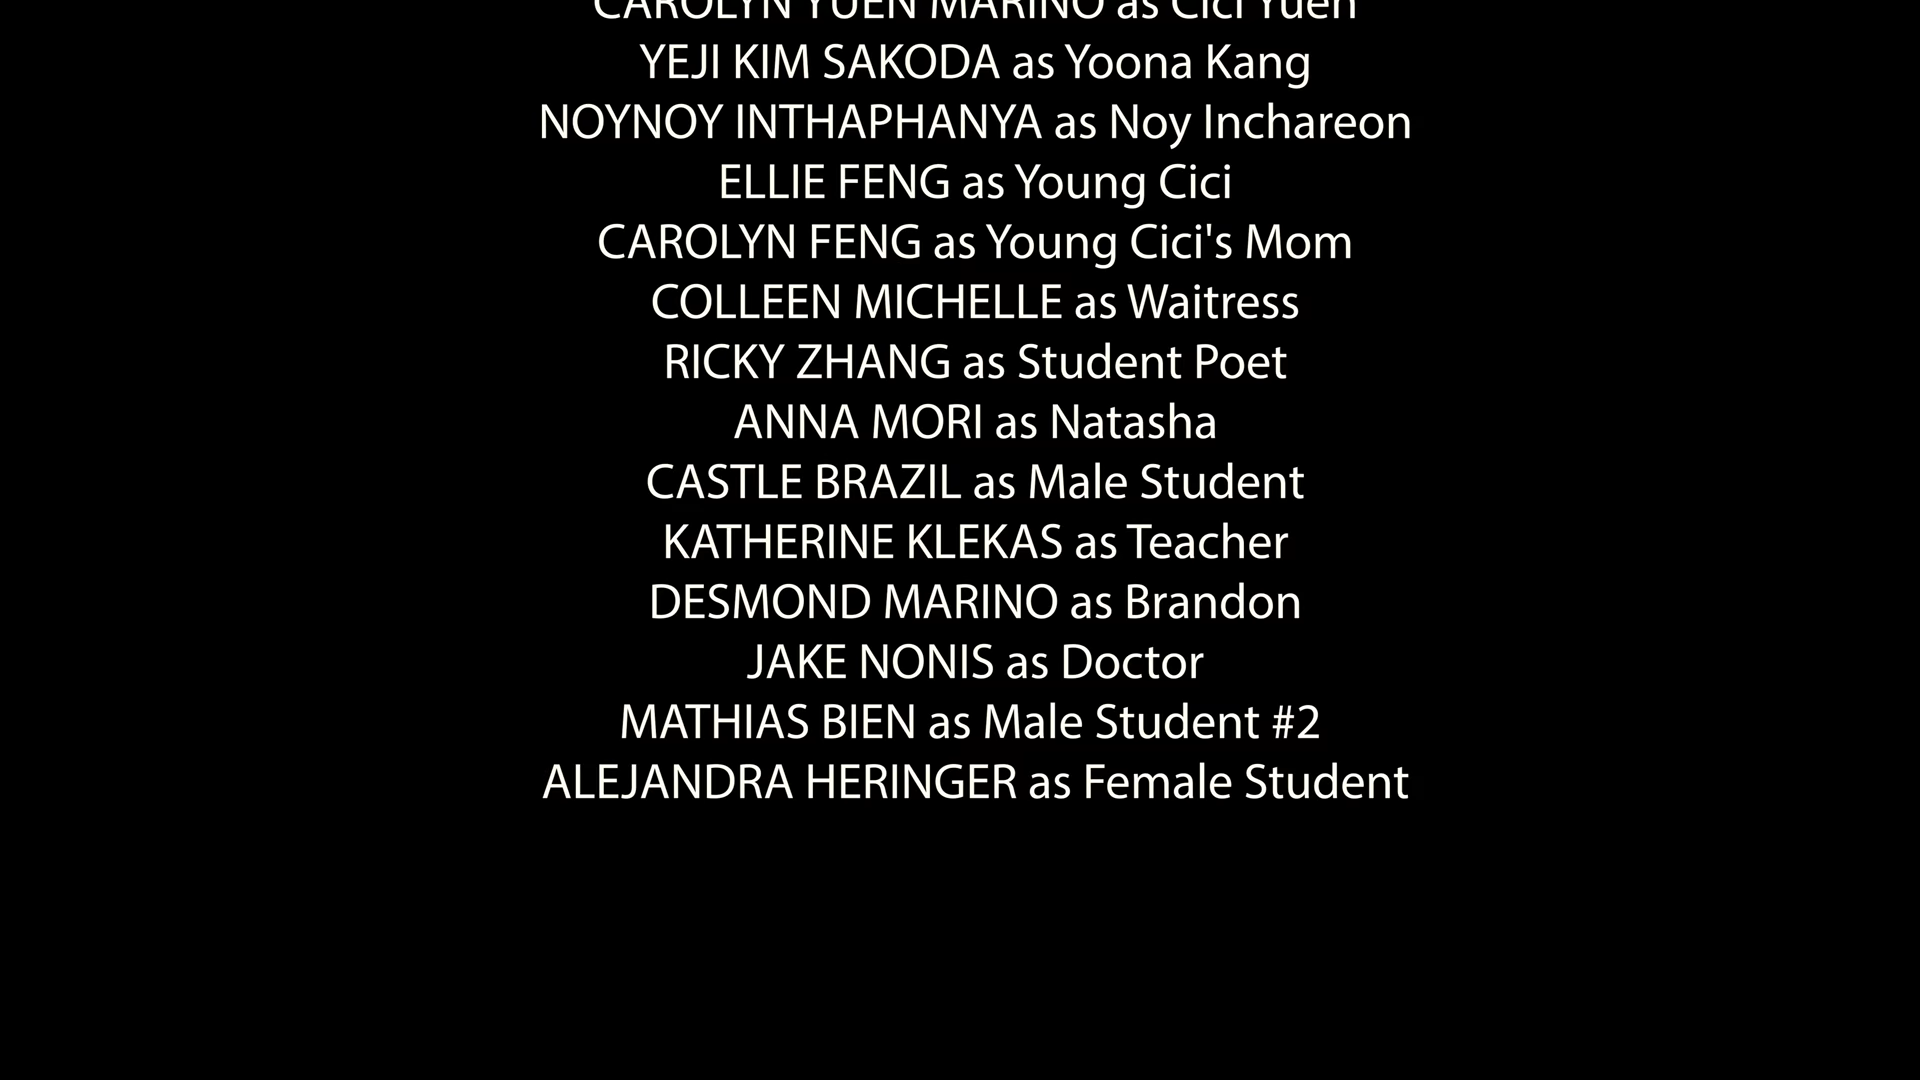 CAROLYN YUEN MARINO as Cici Yuen
YEJI KIM SAKODA as Yoona Kang
NOYNOY INTHAPHANYA as Noy Inchareon
ELLIE FENG as Young Cici
CAROLYN FENG as Young Cici's Mom
COLLEEN MICHELLE as Waitress
RICKY ZHANG as Student Poet
ANNA MORI as Natasha
CASTLE BRAZIL as Male Student
KATHERINE KLEKAS as Teacher
DESMOND MARINO as Brandon
JAKE NONIS as Doctor
MATHIAS BIEN as Male Student #2
ALEJANDRA HERINGER as Female Student